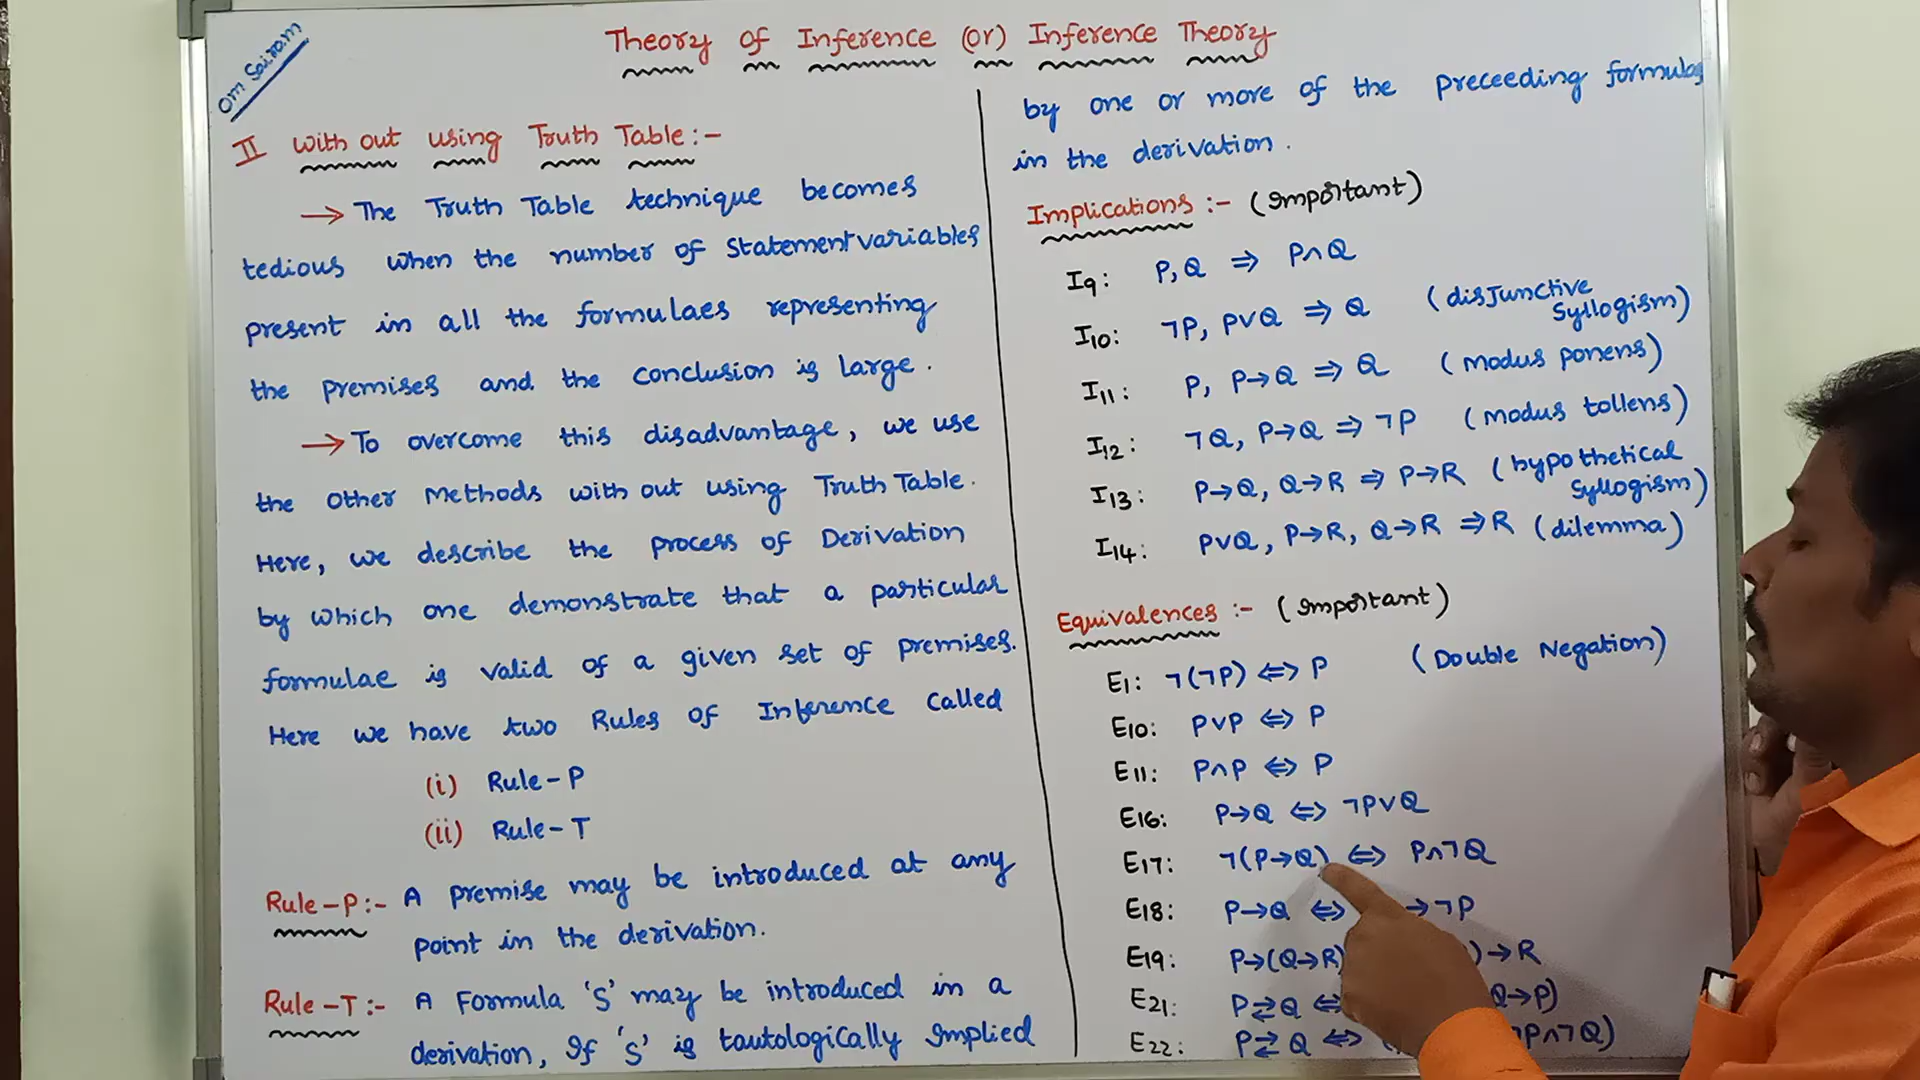 Om Sairam
Theory of Inference (or) Inference Theory
II with out using Truth Table:-
→ The Truth Table technique becomes
tedious when the number of Statement variables
present in all the formulaes representing
the premises and the conclusion is large.
→ To overcome this disadvantage, we use
the other Methods with out using Truth Table.
Here, we describe the process of Derivation
by which one demonstrate that a particular
formulae is valid of a given set of premises.
Here we have two Rules of Inference called
(i) Rule-P
(ii) Rule-T
Rule-P:- A premise may be introduced at any
point in the derivation.
Rule-T:- A Formula 'S' may be introduced in a
derivation, If 'S' is tautologically Implied
by one or more of the preceeding formulas
in the derivation.
Implications :- (Important)
I9: P, Q ⇒ P∧Q
I10: ¬P, P∨Q ⇒ Q (disjunctive Syllogism)
I11: P, P→Q ⇒ Q (modus ponens)
I12: ¬Q, P→Q ⇒ ¬P (modus tollens)
I13: P→Q, Q→R ⇒ P→R (hypothetical Syllogism)
I14: P∨Q, P→R, Q→R ⇒ R (dilemma)
Equivalences :- (Important)
E1: ¬(¬P) ⇔ P (Double Negation)
E10: P∨P ⇔ P
E11: P∧P ⇔ P
E16: P→Q ⇔ ¬P∨Q
E17: ¬(P→Q) ⇔ P∧¬Q
E18: P→Q ⇔ →¬P
E19: P→(Q→R) )→R
E21: P⇄Q ⇔ Q→P)
E22: P⇄Q ⇔ ( ¬P∧¬Q)